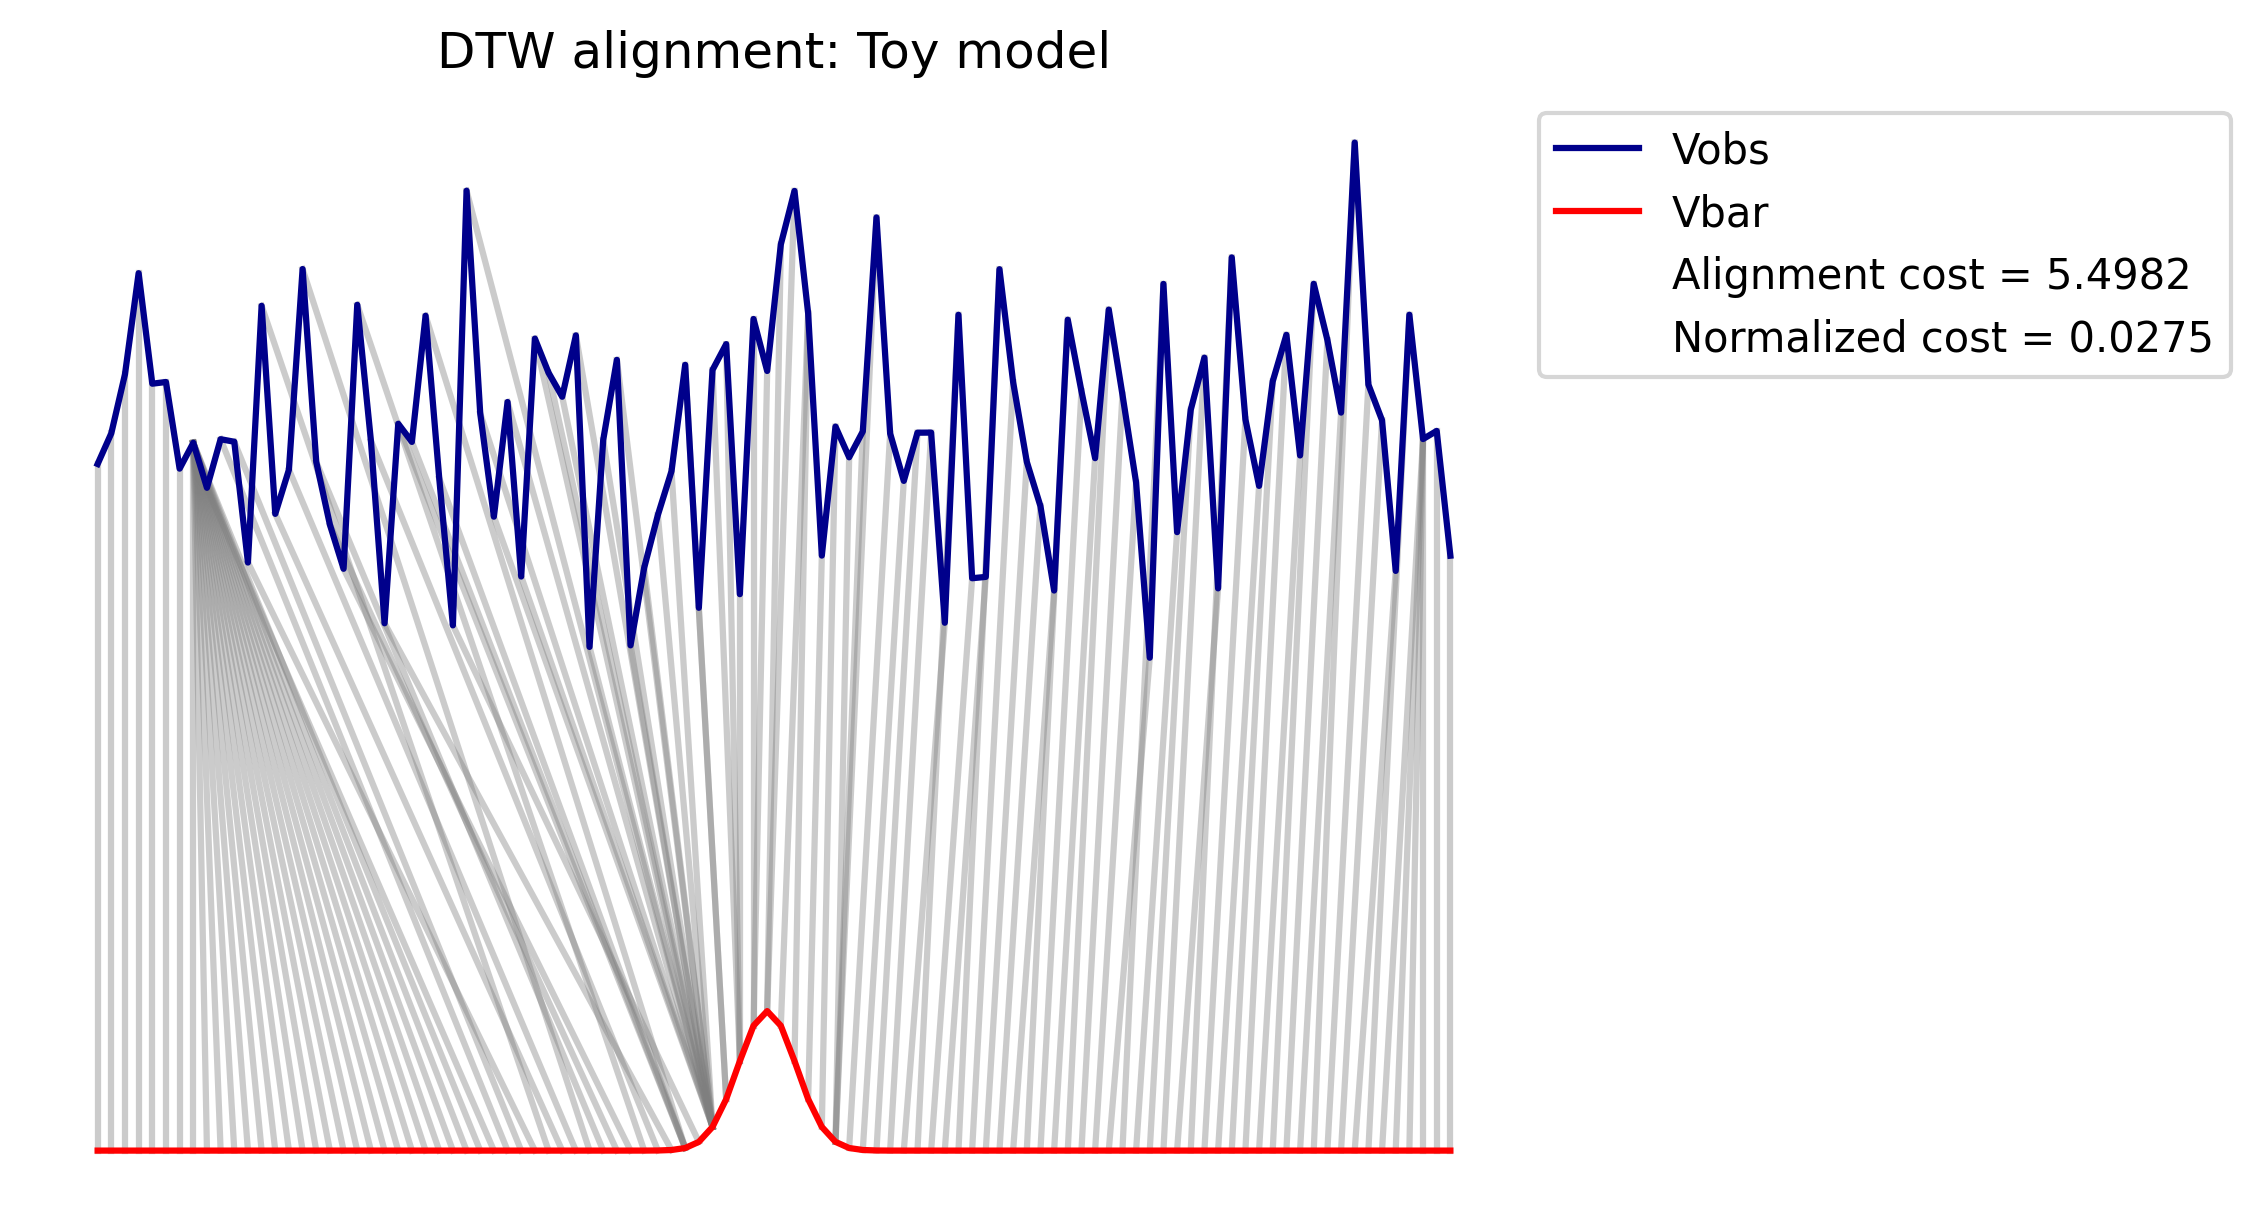 DTW alignment: Toy model
Vobs
Vbar
Alignment cost = 5.4982
Normalized cost = 0.0275